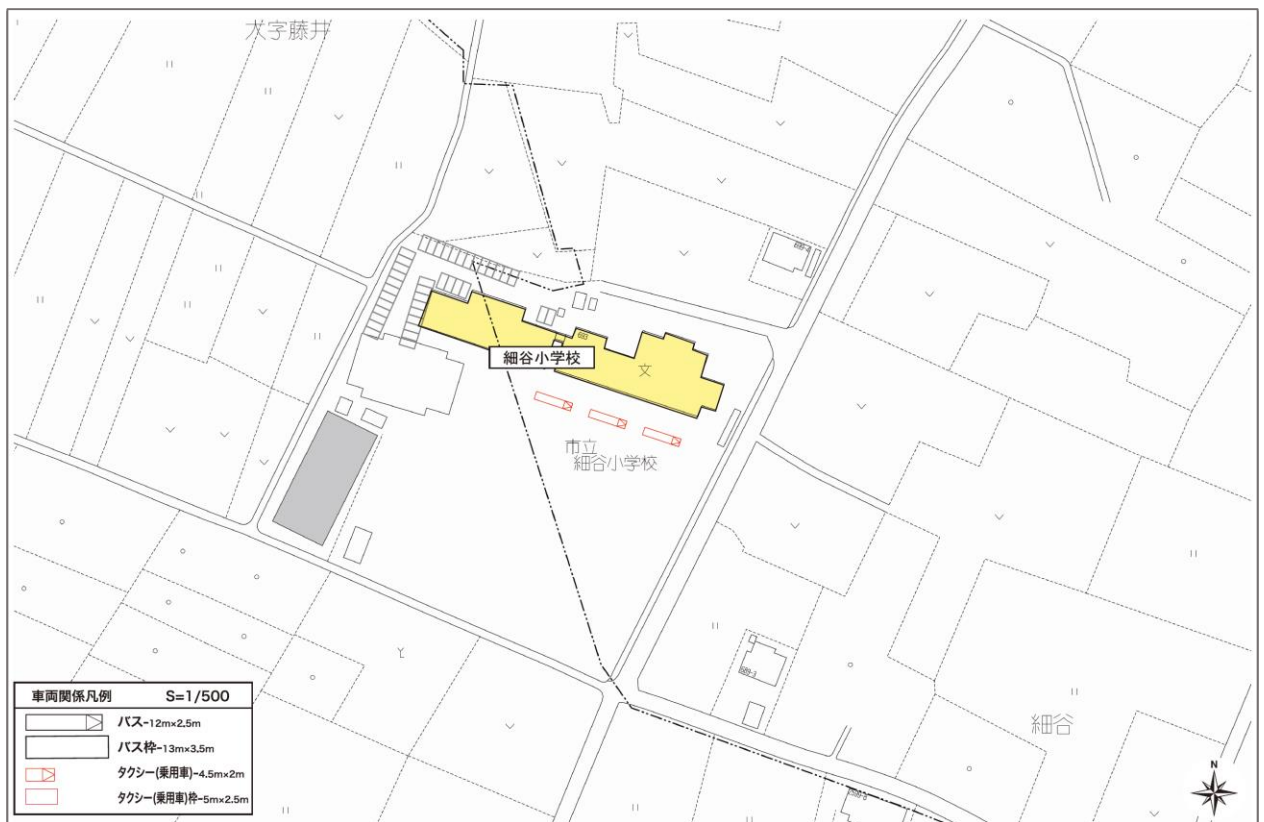 大字藤井
細谷小学校
文
市立
細谷小学校
細谷
車両関係凡例 S=1/500
バス-12m×2.5m
バス枠-13m×3.5m
タクシー(乗用車)-4.5m×2m
タクシー(乗用車)枠-5m×2.5m
N